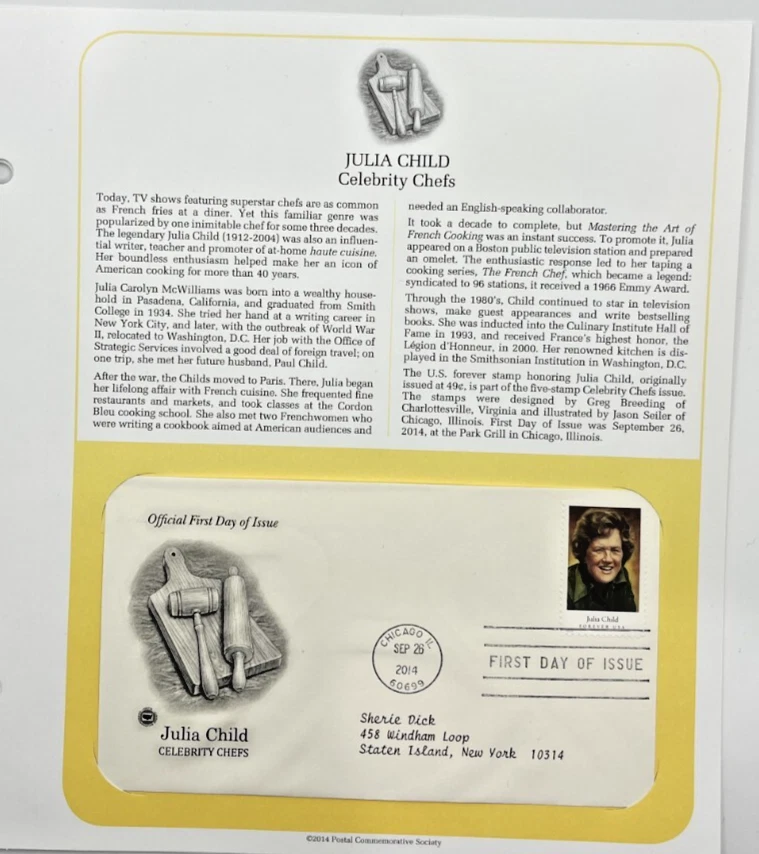 JULIA CHILD
Celebrity Chefs
Today, TV shows featuring superstar chefs are as common
as French fries at a diner. Yet this familiar genre was
popularized by one inimitable chef for some three decades.
The legendary Julia Child (1912-2004) was also an influen-
tial writer, teacher and promoter of at-home haute cuisine.
Her boundless enthusiasm helped make her an icon of
American cooking for more than 40 years.
Julia Carolyn McWilliams was born into a wealthy house-
hold in Pasadena, California, and graduated from Smith
College in 1934. She tried her hand at a writing career in
New York City, and later, with the outbreak of World War
II, relocated to Washington, D.C. Her job with the Office of
Strategic Services involved a good deal of foreign travel; on
one trip, she met her future husband, Paul Child.
After the war, the Childs moved to Paris. There, Julia began
her lifelong affair with French cuisine. She frequented fine
restaurants and markets, and took classes at the Cordon
Bleu cooking school. She also met two Frenchwomen who
were writing a cookbook aimed at American audiences and
needed an English-speaking collaborator.
It took a decade to complete, but Mastering the Art of
French Cooking was an instant success. To promote it, Julia
appeared on a Boston public television station and prepared
an omelet. The enthusiastic response led to her taping a
cooking series, The French Chef, which became a legend:
syndicated to 96 stations, it received a 1966 Emmy Award.
Through the 1980's, Child continued to star in television
shows, make guest appearances and write bestselling
books. She was inducted into the Culinary Institute Hall of
Fame in 1993, and received France's highest honor, the
Légion d'Honneur, in 2000. Her renowned kitchen is dis-
played in the Smithsonian Institution in Washington, D.C.
The U.S. forever stamp honoring Julia Child, originally
issued at 49¢, is part of the five-stamp Celebrity Chefs issue.
The stamps were designed by Greg Breeding of
Charlottesville, Virginia and illustrated by Jason Seiler of
Chicago, Illinois. First Day of Issue was September 26,
2014, at the Park Grill in Chicago, Illinois.
Official First Day of Issue
Julia Child
FOREVER USA
CHICAGO IL
SEP 26
2014
60699
FIRST DAY OF ISSUE
Julia Child
CELEBRITY CHEFS
Sherie Dick
458 Windham Loop
Staten Island, New York 10314
©2014 Postal Commemorative Society